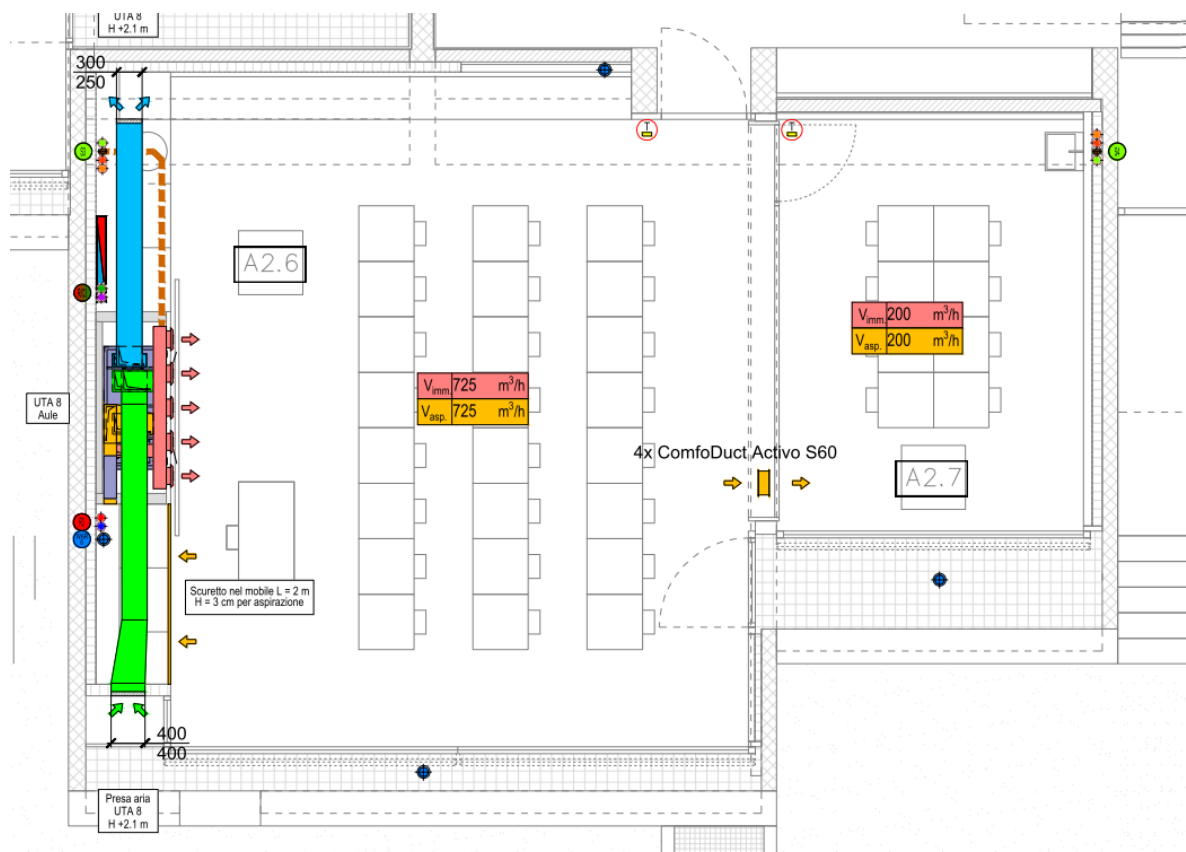 UTA 8
H +2.1 m
300
250
A2.6
Vimm. 200 m³/h
Vasp. 200 m³/h
UTA 8
Aule
Vimm. 725 m³/h
Vasp. 725 m³/h
4x ComfoDuct Activo S60
A2.7
Scuretto nel mobile L = 2 m
H = 3 cm per aspirazione
400
400
Presa aria
UTA 8
H +2.1 m